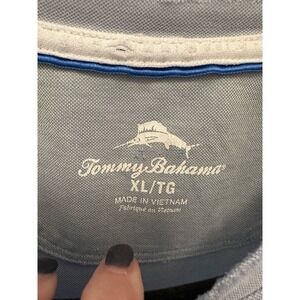 Tommy Bahama®
XL/TG
MADE IN VIETNAM
Fabriqué au Vietnam